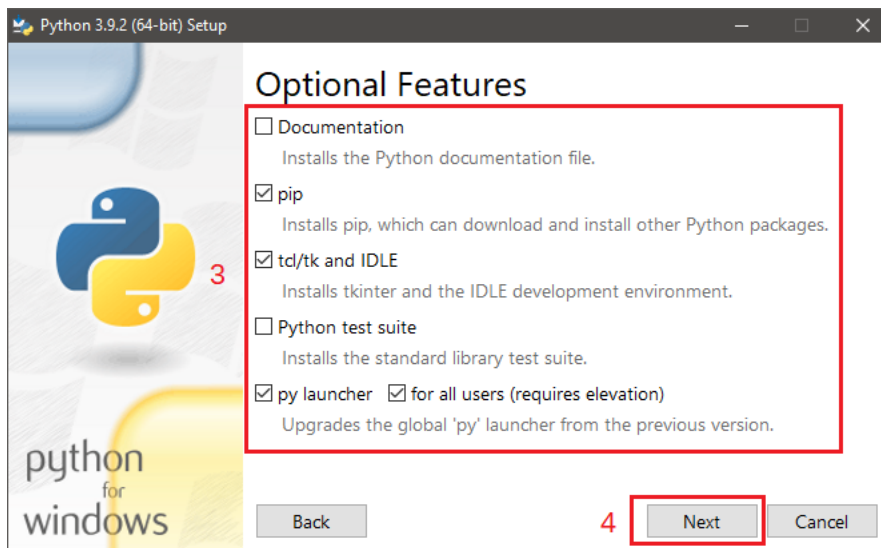 Python 3.9.2 (64-bit) Setup
Optional Features
Documentation
Installs the Python documentation file.
pip
Installs pip, which can download and install other Python packages.
tcl/tk and IDLE
Installs tkinter and the IDLE development environment.
Python test suite
Installs the standard library test suite.
py launcher for all users (requires elevation)
Upgrades the global 'py' launcher from the previous version.
3
python
for
windows
Back
4
Next
Cancel